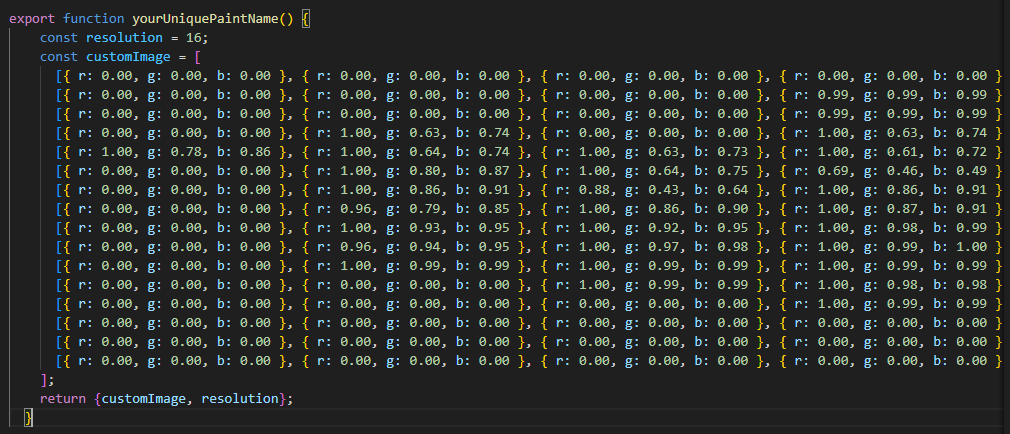 export function yourUniquePaintName() {
const resolution = 16;
const customImage = [
[{ r: 0.00, g: 0.00, b: 0.00 }, { r: 0.00, g: 0.00, b: 0.00 }, { r: 0.00, g: 0.00, b: 0.00 }, { r: 0.00, g: 0.00, b: 0.00 }
[{ r: 0.00, g: 0.00, b: 0.00 }, { r: 0.00, g: 0.00, b: 0.00 }, { r: 0.00, g: 0.00, b: 0.00 }, { r: 0.99, g: 0.99, b: 0.99 }
[{ r: 0.00, g: 0.00, b: 0.00 }, { r: 0.00, g: 0.00, b: 0.00 }, { r: 0.00, g: 0.00, b: 0.00 }, { r: 0.99, g: 0.99, b: 0.99 }
[{ r: 0.00, g: 0.00, b: 0.00 }, { r: 1.00, g: 0.63, b: 0.74 }, { r: 0.00, g: 0.00, b: 0.00 }, { r: 1.00, g: 0.63, b: 0.74 }
[{ r: 1.00, g: 0.78, b: 0.86 }, { r: 1.00, g: 0.64, b: 0.74 }, { r: 1.00, g: 0.63, b: 0.73 }, { r: 1.00, g: 0.61, b: 0.72 }
[{ r: 0.00, g: 0.00, b: 0.00 }, { r: 1.00, g: 0.80, b: 0.87 }, { r: 1.00, g: 0.64, b: 0.75 }, { r: 0.69, g: 0.46, b: 0.49 }
[{ r: 0.00, g: 0.00, b: 0.00 }, { r: 1.00, g: 0.86, b: 0.91 }, { r: 0.88, g: 0.43, b: 0.64 }, { r: 1.00, g: 0.86, b: 0.91 }
[{ r: 0.00, g: 0.00, b: 0.00 }, { r: 0.96, g: 0.79, b: 0.85 }, { r: 1.00, g: 0.86, b: 0.90 }, { r: 1.00, g: 0.87, b: 0.91 }
[{ r: 0.00, g: 0.00, b: 0.00 }, { r: 1.00, g: 0.93, b: 0.95 }, { r: 1.00, g: 0.92, b: 0.95 }, { r: 1.00, g: 0.98, b: 0.99 }
[{ r: 0.00, g: 0.00, b: 0.00 }, { r: 0.96, g: 0.94, b: 0.95 }, { r: 1.00, g: 0.97, b: 0.98 }, { r: 1.00, g: 0.99, b: 1.00 }
[{ r: 0.00, g: 0.00, b: 0.00 }, { r: 1.00, g: 0.99, b: 0.99 }, { r: 1.00, g: 0.99, b: 0.99 }, { r: 1.00, g: 0.99, b: 0.99 }
[{ r: 0.00, g: 0.00, b: 0.00 }, { r: 0.00, g: 0.00, b: 0.00 }, { r: 1.00, g: 0.99, b: 0.99 }, { r: 1.00, g: 0.98, b: 0.98 }
[{ r: 0.00, g: 0.00, b: 0.00 }, { r: 0.00, g: 0.00, b: 0.00 }, { r: 0.00, g: 0.00, b: 0.00 }, { r: 1.00, g: 0.99, b: 0.99 }
[{ r: 0.00, g: 0.00, b: 0.00 }, { r: 0.00, g: 0.00, b: 0.00 }, { r: 0.00, g: 0.00, b: 0.00 }, { r: 0.00, g: 0.00, b: 0.00 }
[{ r: 0.00, g: 0.00, b: 0.00 }, { r: 0.00, g: 0.00, b: 0.00 }, { r: 0.00, g: 0.00, b: 0.00 }, { r: 0.00, g: 0.00, b: 0.00 }
[{ r: 0.00, g: 0.00, b: 0.00 }, { r: 0.00, g: 0.00, b: 0.00 }, { r: 0.00, g: 0.00, b: 0.00 }, { r: 0.00, g: 0.00, b: 0.00 }
];
return {customImage, resolution};
}